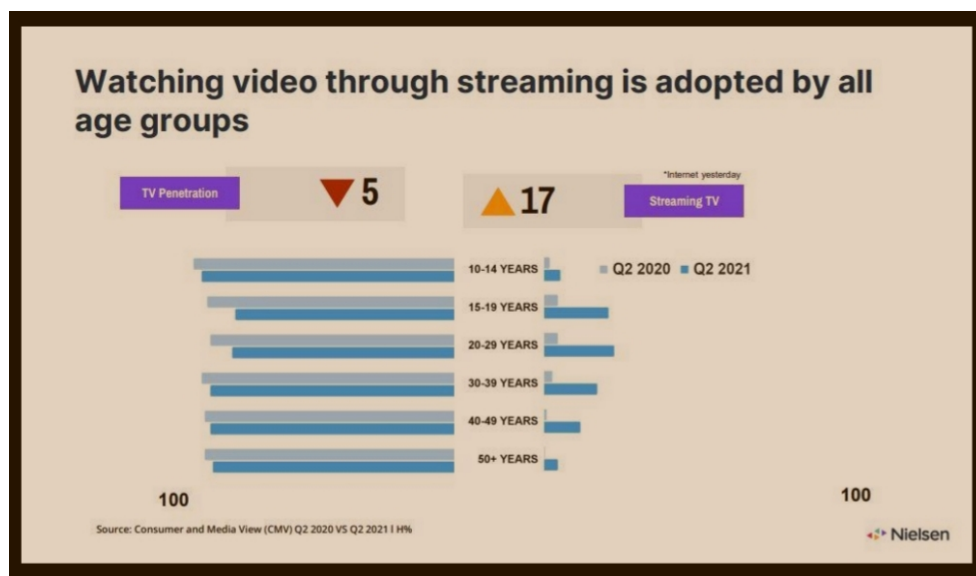 Watching video through streaming is adopted by all
age groups
TV Penetration
5
17
*Internet yesterday
Streaming TV
Q2 2020
Q2 2021
10-14 YEARS
15-19 YEARS
20-29 YEARS
30-39 YEARS
40-49 YEARS
50+ YEARS
100
100
Source: Consumer and Media View (CMV) Q2 2020 VS Q2 2021 I H%
Nielsen